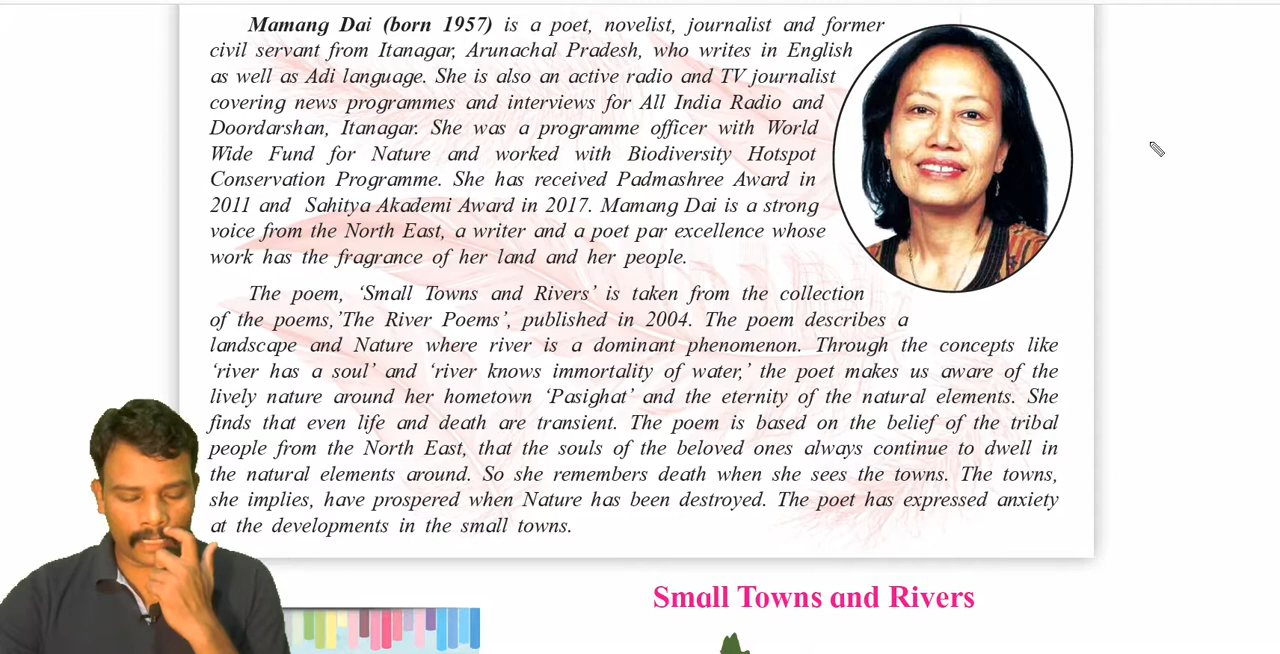 Mamang Dai (born 1957) is a poet, novelist, journalist and former
civil servant from Itanagar, Arunachal Pradesh, who writes in English
as well as Adi language. She is also an active radio and TV journalist
covering news programmes and interviews for All India Radio and
Doordarshan, Itanagar. She was a programme officer with World
Wide Fund for Nature and worked with Biodiversity Hotspot
Conservation Programme. She has received Padmashree Award in
2011 and Sahitya Akademi Award in 2017. Mamang Dai is a strong
voice from the North East, a writer and a poet par excellence whose
work has the fragrance of her land and her people.
The poem, ‘Small Towns and Rivers’ is taken from the collection
of the poems,’The River Poems’, published in 2004. The poem describes a
landscape and Nature where river is a dominant phenomenon. Through the concepts like
‘river has a soul’ and ‘river knows immortality of water,’ the poet makes us aware of the
lively nature around her hometown ‘Pasighat’ and the eternity of the natural elements. She
finds that even life and death are transient. The poem is based on the belief of the tribal
people from the North East, that the souls of the beloved ones always continue to dwell in
the natural elements around. So she remembers death when she sees the towns. The towns,
she implies, have prospered when Nature has been destroyed. The poet has expressed anxiety
at the developments in the small towns.
Small Towns and Rivers